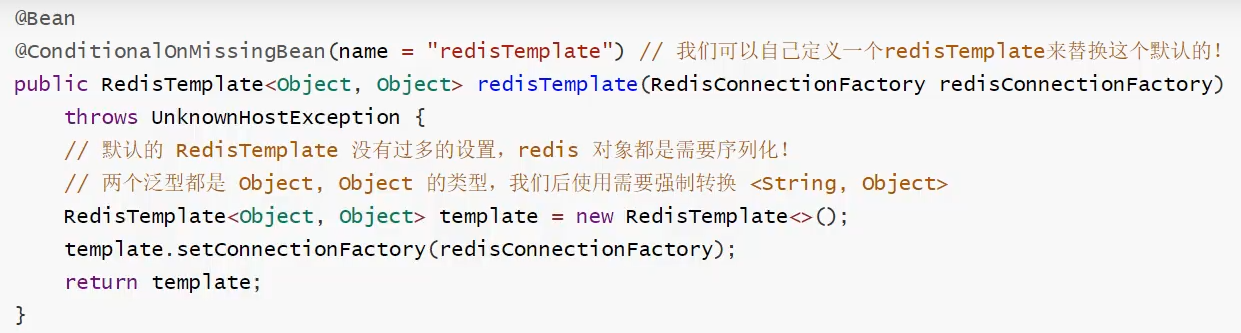 @Bean
@ConditionalOnMissingBean(name = "redisTemplate") // 我们可以自己定义一个redisTemplate来替换这个默认的!
public RedisTemplate<Object, Object> redisTemplate(RedisConnectionFactory redisConnectionFactory)
    throws UnknownHostException {
    // 默认的 RedisTemplate 没有过多的设置,redis 对象都是需要序列化!
    // 两个泛型都是 Object, Object 的类型,我们后使用需要强制转换 <String, Object>
    RedisTemplate<Object, Object> template = new RedisTemplate<>();
    template.setConnectionFactory(redisConnectionFactory);
    return template;
}